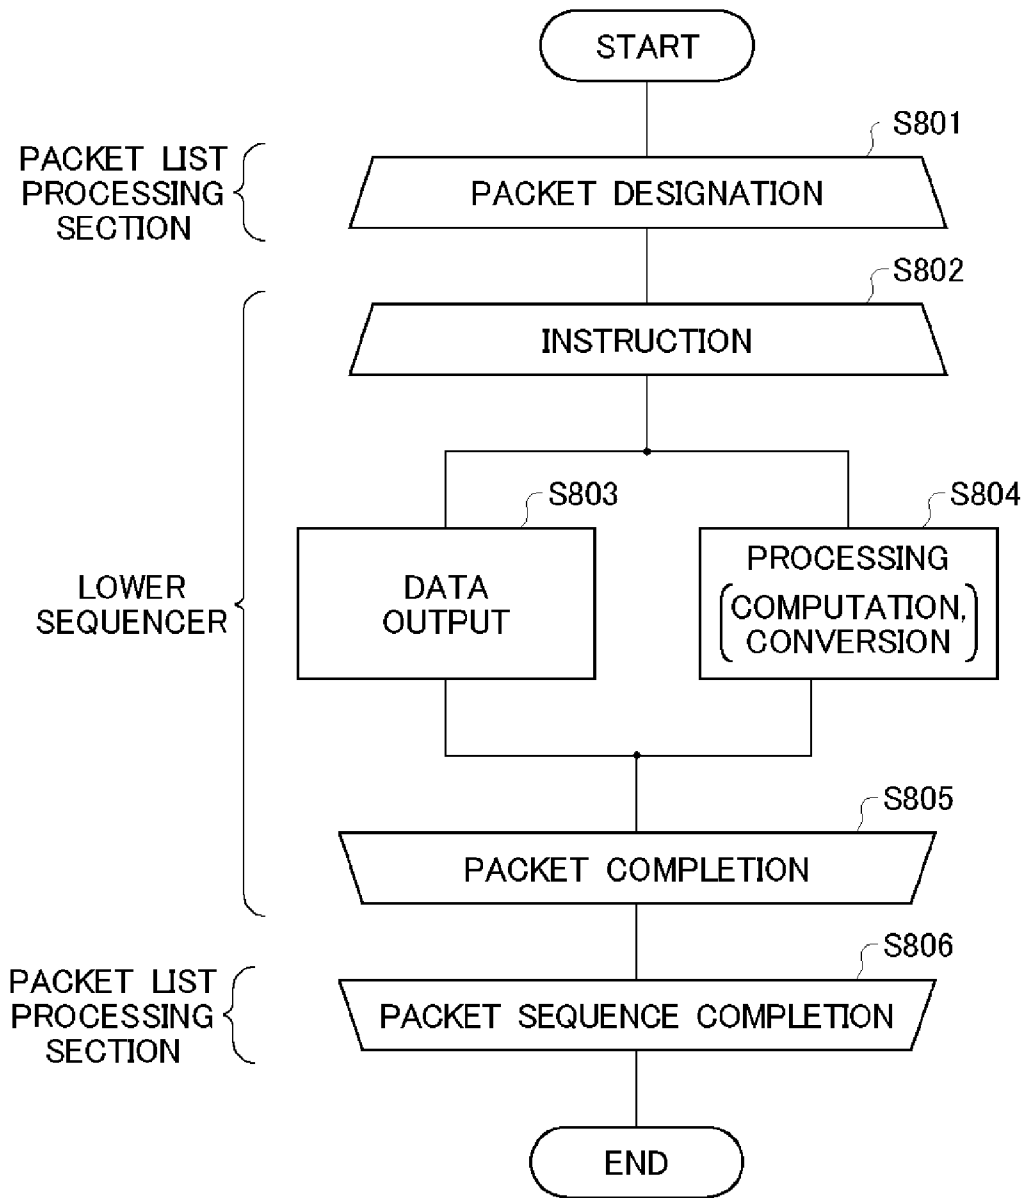 START
S801
PACKET LIST
PROCESSING
SECTION
PACKET DESIGNATION
S802
INSTRUCTION
S803
S804
LOWER
SEQUENCER
DATA
OUTPUT
PROCESSING
COMPUTATION,
CONVERSION
S805
PACKET COMPLETION
S806
PACKET LIST
PROCESSING
SECTION
PACKET SEQUENCE COMPLETION
END